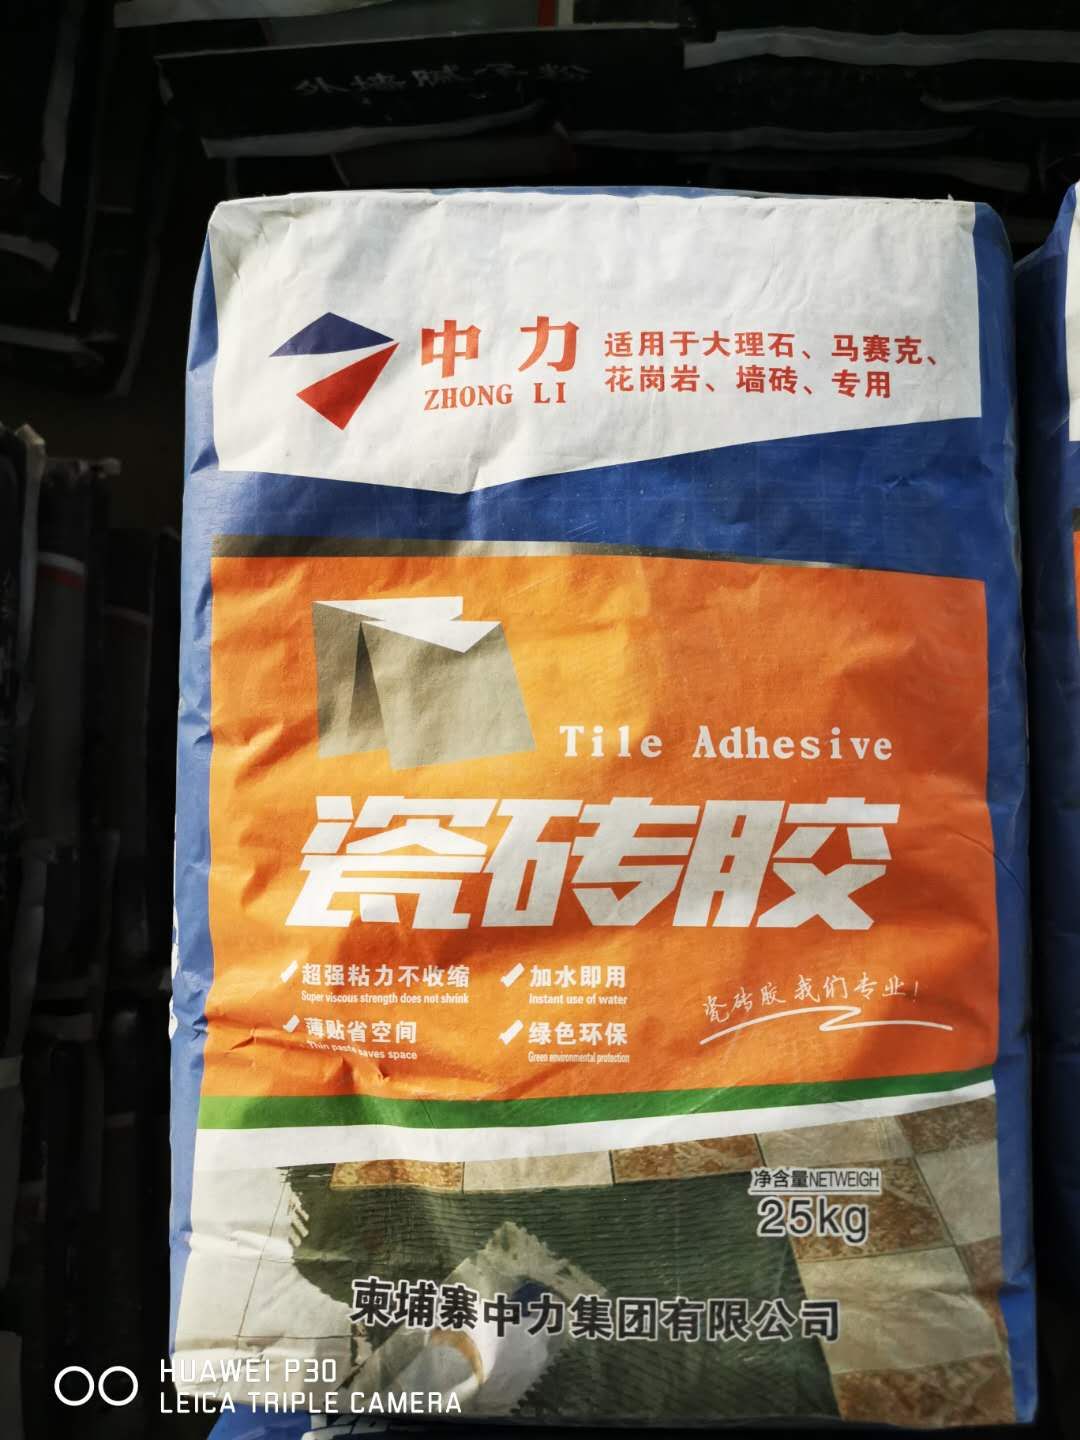 外墙腻子粉
中力
ZHONG LI
适用于大理石、马赛克、
花岗岩、墙砖、专用
Tile Adhesive
瓷砖胶
超强粘力不收缩
Super viscous strength does not shrink
加水即用
Instant use of water
薄贴省空间
Thin paste saves space
绿色环保
Green environmental protection
瓷砖胶 我们专业!
净含量NETWEIGH
25kg
柬埔寨中力集团有限公司
HUAWEI P30
LEICA TRIPLE CAMERA